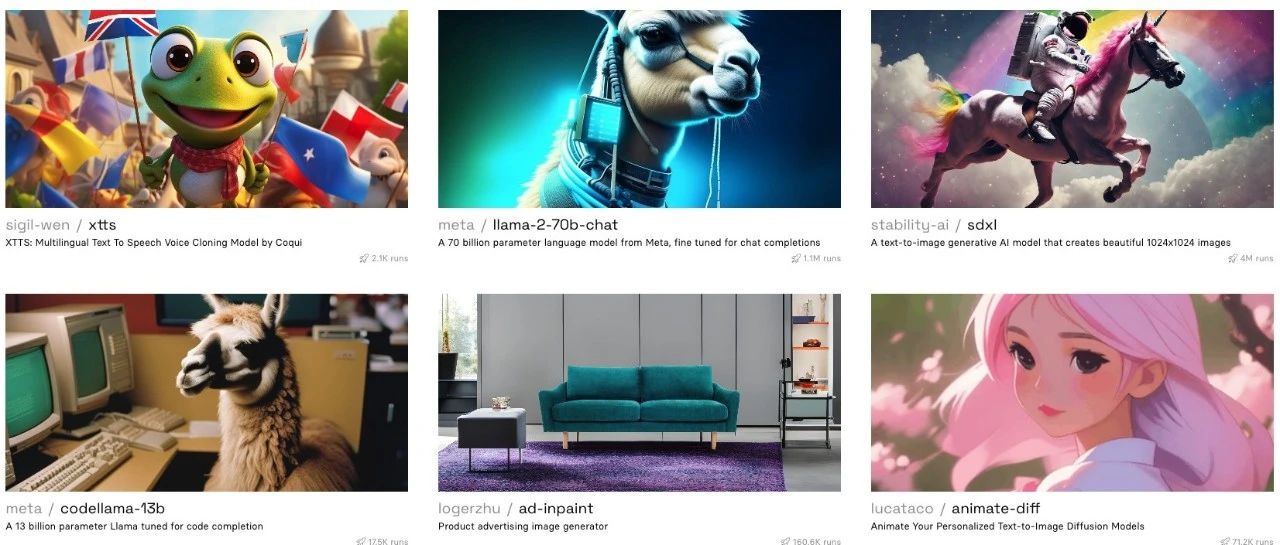 sigil-wen / xtts
XTTS: Multilingual Text To Speech Voice Cloning Model by Coqui
2.1K runs
meta / llama-2-70b-chat
A 70 billion parameter language model from Meta, fine tuned for chat completions
1.1M runs
stability-ai / sdxl
A text-to-image generative AI model that creates beautiful 1024x1024 images
4M runs
meta / codellama-13b
A 13 billion parameter Llama tuned for code completion
17.5K runs
logerzhu / ad-inpaint
Product advertising image generator
160.6K runs
lucataco / animate-diff
Animate Your Personalized Text-to-Image Diffusion Models
71.2K runs